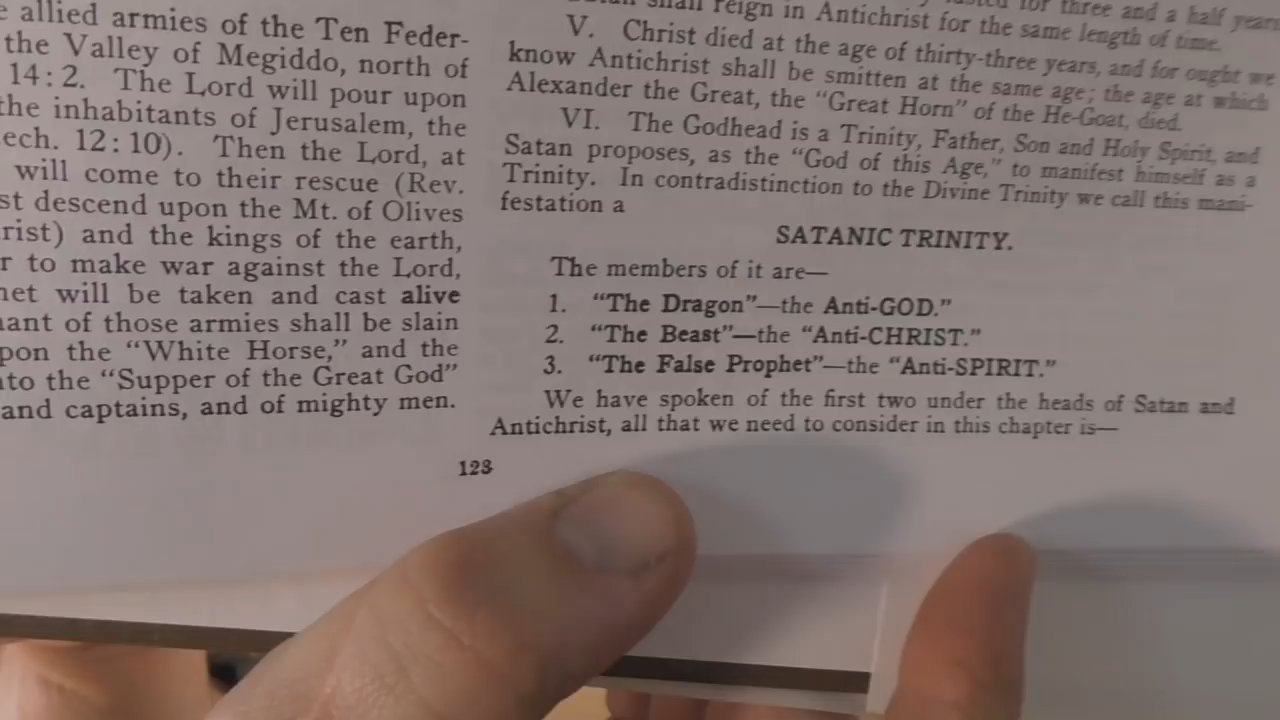 allied armies of the Ten Feder-
the Valley of Megiddo, north of
14:2. The Lord will pour upon
the inhabitants of Jerusalem, the
ech. 12:10). Then the Lord, at
will come to their rescue (Rev.
st descend upon the Mt. of Olives
rist) and the kings of the earth,
r to make war against the Lord,
het will be taken and cast alive
nant of those armies shall be slain
pon the "White Horse," and the
nto the "Supper of the Great God"
and captains, and of mighty men.
for three and a half years
shall reign in Antichrist for the same length of time.
V. Christ died at the age of thirty-three years, and for ought we
know Antichrist shall be smitten at the same age; the age at which
Alexander the Great, the "Great Horn" of the He-Goat, died.
VI. The Godhead is a Trinity, Father, Son and Holy Spirit, and
Satan proposes, as the "God of this Age," to manifest himself as a
Trinity. In contradistinction to the Divine Trinity we call this mani-
festation a
SATANIC TRINITY.
The members of it are—
1. "The Dragon"—the Anti-GOD."
2. "The Beast"—the "Anti-CHRIST."
3. "The False Prophet"—the "Anti-SPIRIT."
We have spoken of the first two under the heads of Satan and
Antichrist, all that we need to consider in this chapter is—
123